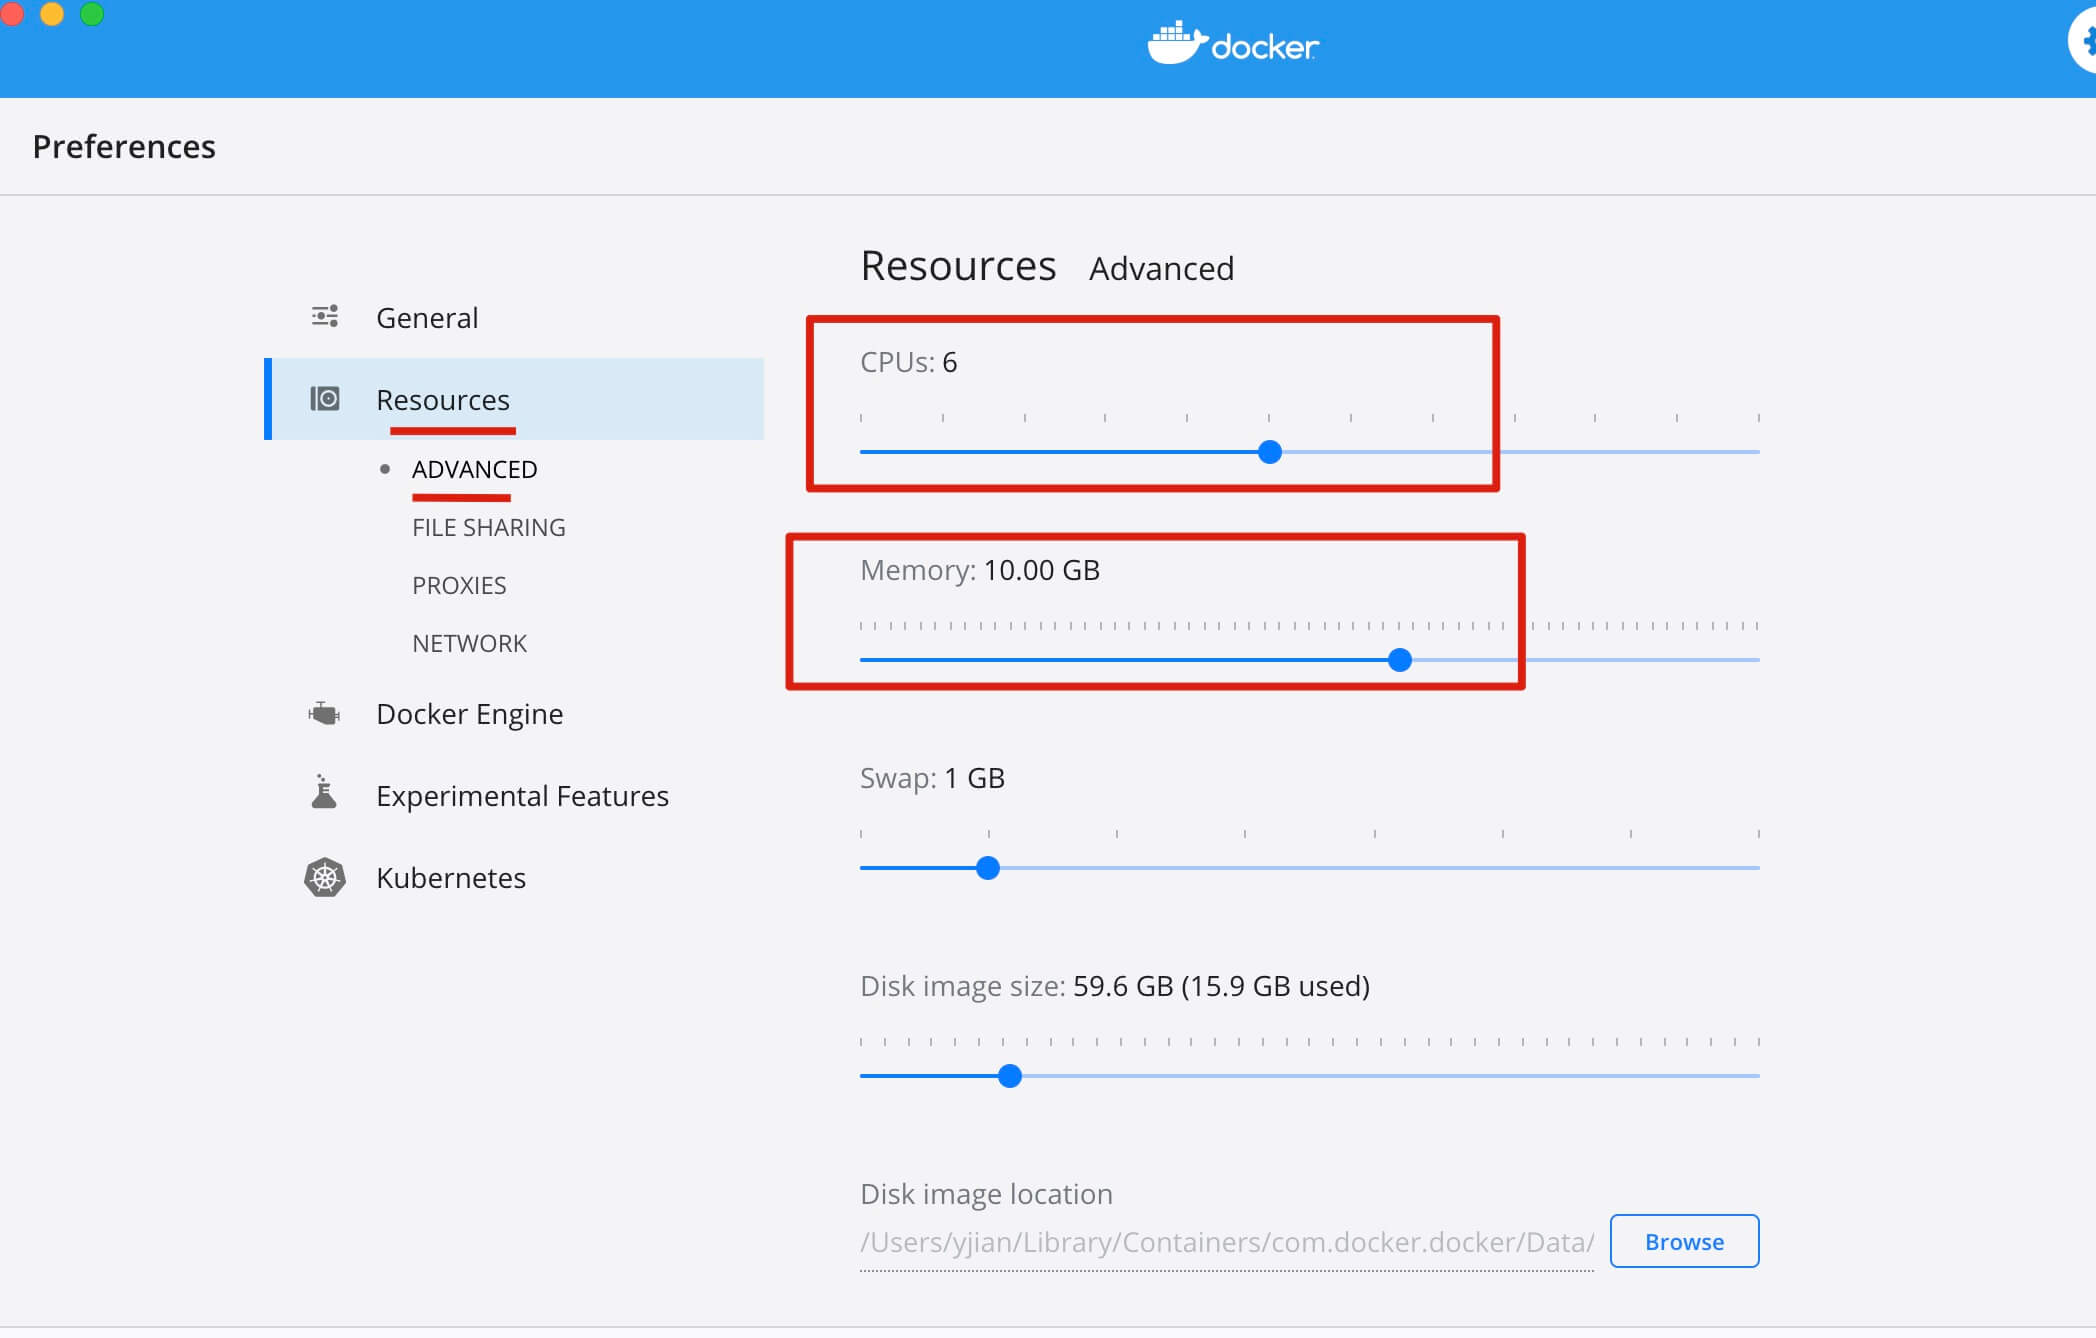 docker
Preferences
Resources Advanced
General
Resources
ADVANCED
FILE SHARING
PROXIES
NETWORK
Docker Engine
Experimental Features
Kubernetes
CPUs: 6
Memory: 10.00 GB
Swap: 1 GB
Disk image size: 59.6 GB (15.9 GB used)
Disk image location
/Users/yjian/Library/Containers/com.docker.docker/Data/
Browse